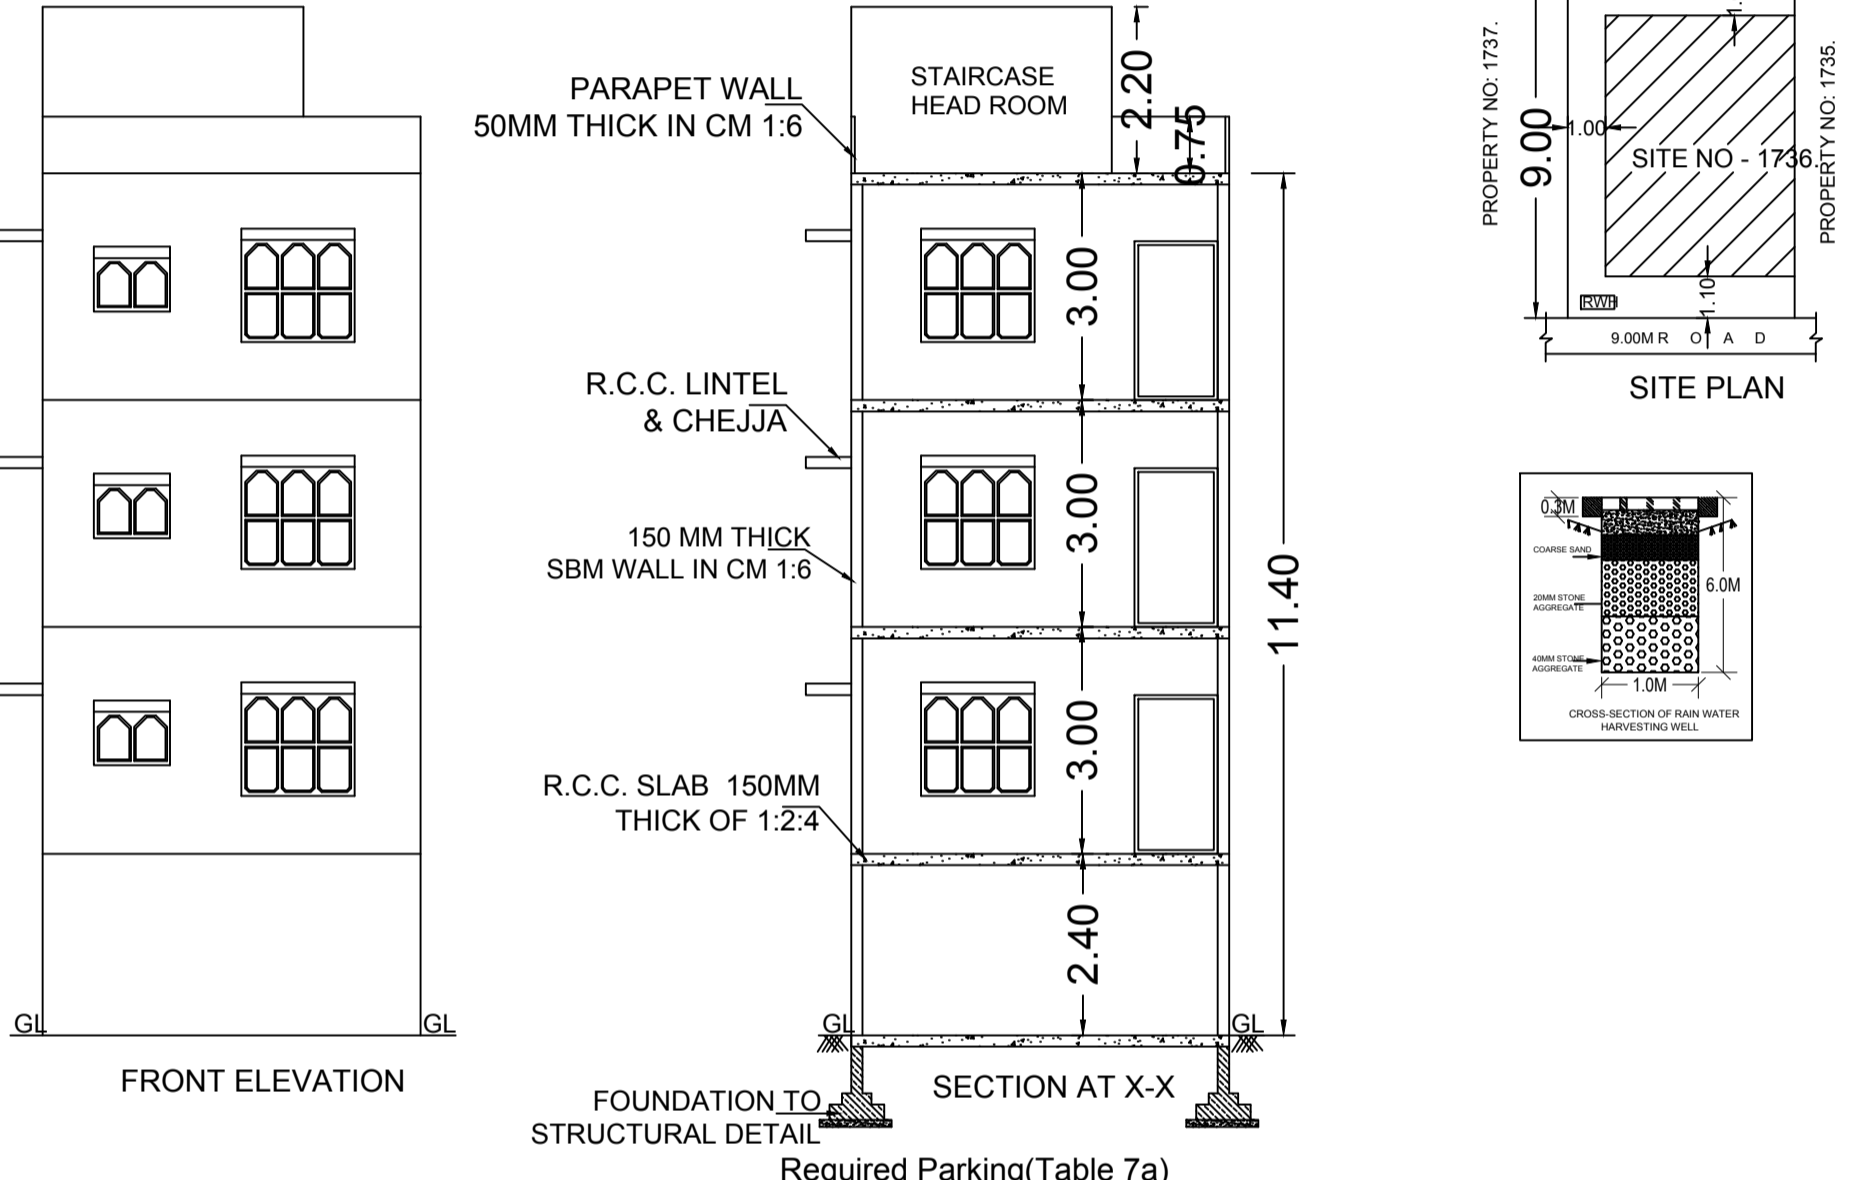 GL
GL
FRONT ELEVATION
PARAPET WALL
50MM THICK IN CM 1:6
STAIRCASE
HEAD ROOM
2.20
0.75
3.00
R.C.C. LINTEL
& CHEJJA
3.00
150 MM THICK
SBM WALL IN CM 1:6
11.40
3.00
R.C.C. SLAB 150MM
THICK OF 1:2:4
2.40
GL
GL
SECTION AT X-X
FOUNDATION TO
STRUCTURAL DETAIL
Required Parking(Table 7a)
PROPERTY NO: 1737.
9.00
1.00
SITE NO - 1736.
PROPERTY NO: 1735.
1.10
RWH
9.00M R O A D
SITE PLAN
0.3M
COARSE SAND
6.0M
20MM STONE
AGGREGATE
40MM STONE
AGGREGATE
1.0M
CROSS-SECTION OF RAIN WATER
HARVESTING WELL